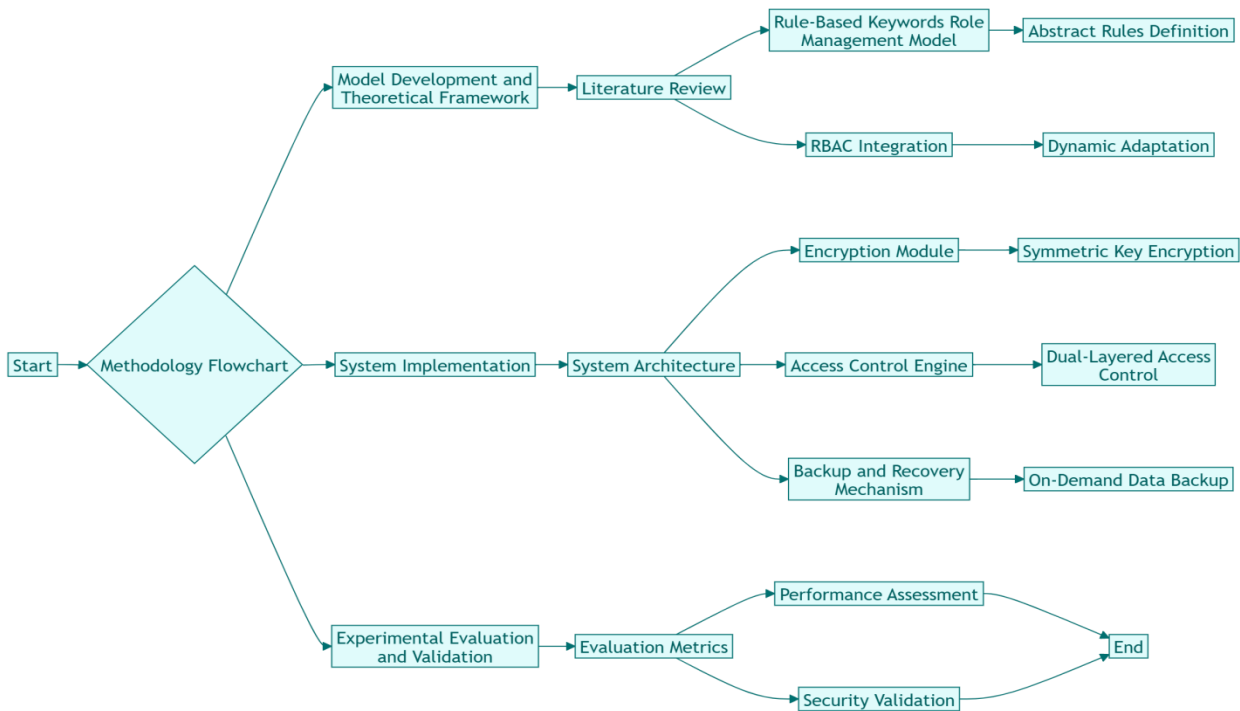 Start
Methodology Flowchart
Model Development and
Theoretical Framework
Literature Review
Rule-Based Keywords Role
Management Model
Abstract Rules Definition
RBAC Integration
Dynamic Adaptation
System Implementation
System Architecture
Encryption Module
Symmetric Key Encryption
Access Control Engine
Dual-Layered Access
Control
Backup and Recovery
Mechanism
On-Demand Data Backup
Experimental Evaluation
and Validation
Evaluation Metrics
Performance Assessment
Security Validation
End